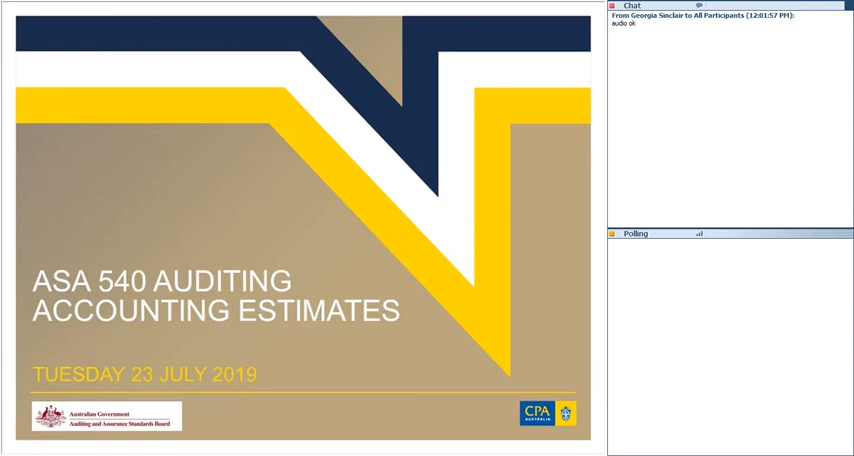 ASA 540 AUDITING
ACCOUNTING ESTIMATES
TUESDAY 23 JULY 2019
Australian Government
Auditing and Assurance Standards Board
CPA
AUSTRALIA
Chat
From Georgia Sinclair to All Participants (12:01:57 PM):
audio ok
Polling